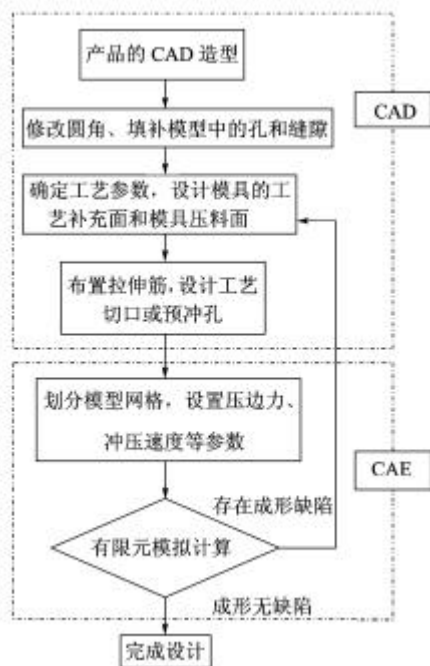 产品的 CAD 造型
CAD
修改圆角、填补模型中的孔和缝隙
确定工艺参数，设计模具的工
艺补充面和模具压料面
布置拉伸筋，设计工艺
切口或预冲孔
划分模型网格，设置压边力、
冲压速度等参数
CAE
存在成形缺陷
有限元模拟计算
成形无缺陷
完成设计